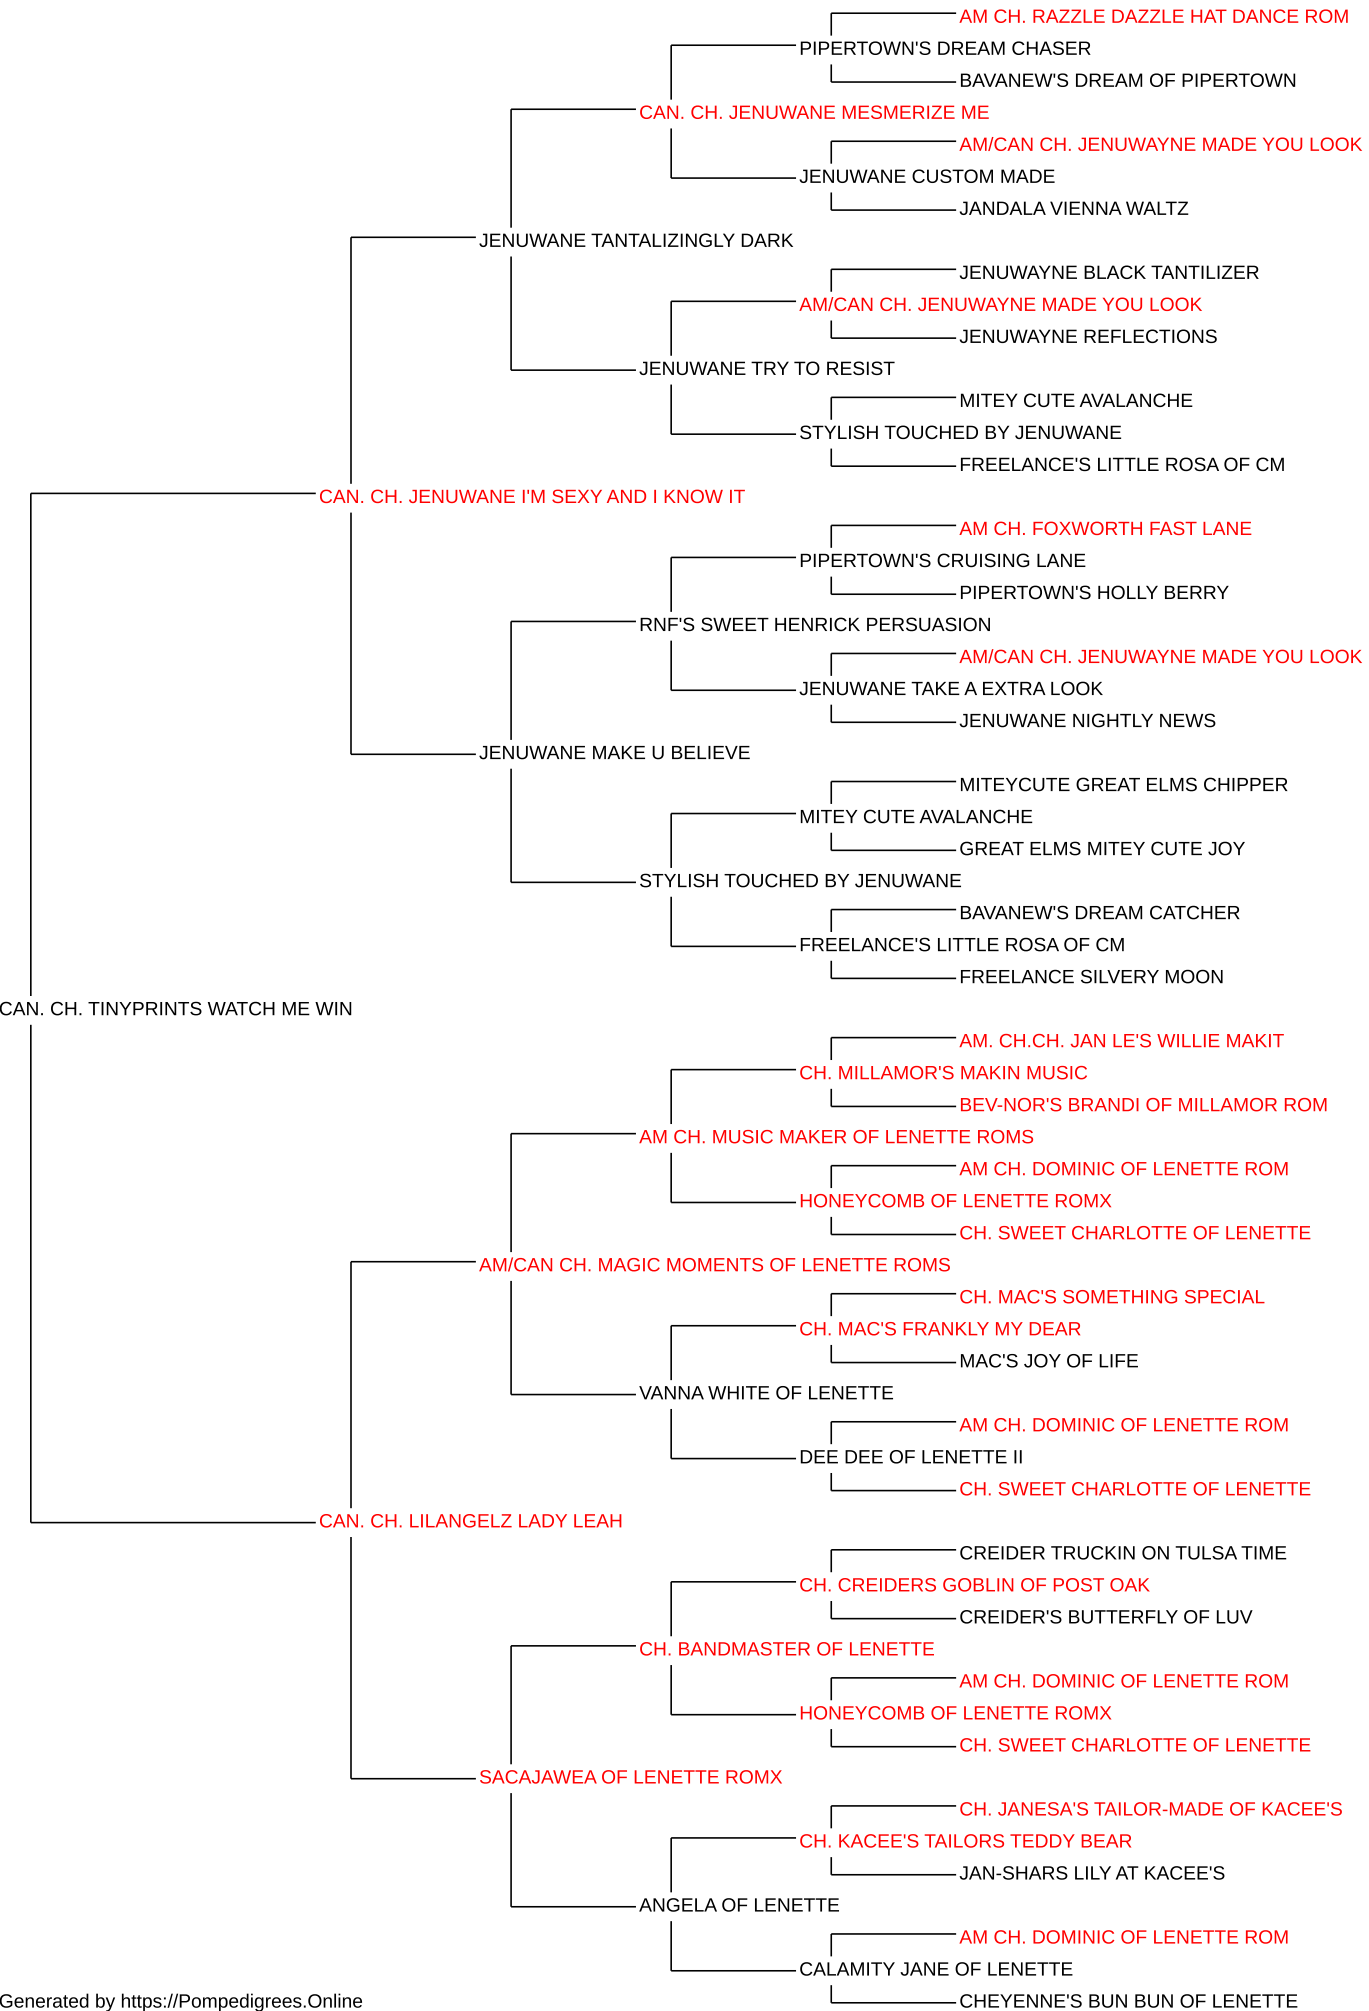 AM CH. RAZZLE DAZZLE HAT DANCE ROM
PIPERTOWN'S DREAM CHASER
BAVANEW'S DREAM OF PIPERTOWN
CAN. CH. JENUWANE MESMERIZE ME
AM/CAN CH. JENUWAYNE MADE YOU LOOK
JENUWANE CUSTOM MADE
JANDALA VIENNA WALTZ
JENUWANE TANTALIZINGLY DARK
JENUWAYNE BLACK TANTILIZER
AM/CAN CH. JENUWAYNE MADE YOU LOOK
JENUWAYNE REFLECTIONS
JENUWANE TRY TO RESIST
MITEY CUTE AVALANCHE
STYLISH TOUCHED BY JENUWANE
FREELANCE'S LITTLE ROSA OF CM
CAN. CH. JENUWANE I'M SEXY AND I KNOW IT
AM CH. FOXWORTH FAST LANE
PIPERTOWN'S CRUISING LANE
PIPERTOWN'S HOLLY BERRY
RNF'S SWEET HENRICK PERSUASION
AM/CAN CH. JENUWAYNE MADE YOU LOOK
JENUWANE TAKE A EXTRA LOOK
JENUWANE NIGHTLY NEWS
JENUWANE MAKE U BELIEVE
MITEYCUTE GREAT ELMS CHIPPER
MITEY CUTE AVALANCHE
GREAT ELMS MITEY CUTE JOY
STYLISH TOUCHED BY JENUWANE
BAVANEW'S DREAM CATCHER
FREELANCE'S LITTLE ROSA OF CM
FREELANCE SILVERY MOON
CAN. CH. TINYPRINTS WATCH ME WIN
AM. CH.CH. JAN LE'S WILLIE MAKIT
CH. MILLAMOR'S MAKIN MUSIC
BEV-NOR'S BRANDI OF MILLAMOR ROM
AM CH. MUSIC MAKER OF LENETTE ROMS
AM CH. DOMINIC OF LENETTE ROM
HONEYCOMB OF LENETTE ROMX
CH. SWEET CHARLOTTE OF LENETTE
AM/CAN CH. MAGIC MOMENTS OF LENETTE ROMS
CH. MAC'S SOMETHING SPECIAL
CH. MAC'S FRANKLY MY DEAR
MAC'S JOY OF LIFE
VANNA WHITE OF LENETTE
AM CH. DOMINIC OF LENETTE ROM
DEE DEE OF LENETTE II
CH. SWEET CHARLOTTE OF LENETTE
CAN. CH. LILANGELZ LADY LEAH
CREIDER TRUCKIN ON TULSA TIME
CH. CREIDERS GOBLIN OF POST OAK
CREIDER'S BUTTERFLY OF LUV
CH. BANDMASTER OF LENETTE
AM CH. DOMINIC OF LENETTE ROM
HONEYCOMB OF LENETTE ROMX
CH. SWEET CHARLOTTE OF LENETTE
SACAJAWEA OF LENETTE ROMX
CH. JANESA'S TAILOR-MADE OF KACEE'S
CH. KACEE'S TAILORS TEDDY BEAR
JAN-SHARS LILY AT KACEE'S
ANGELA OF LENETTE
AM CH. DOMINIC OF LENETTE ROM
CALAMITY JANE OF LENETTE
CHEYENNE'S BUN BUN OF LENETTE
Generated by https://Pompedigrees.Online